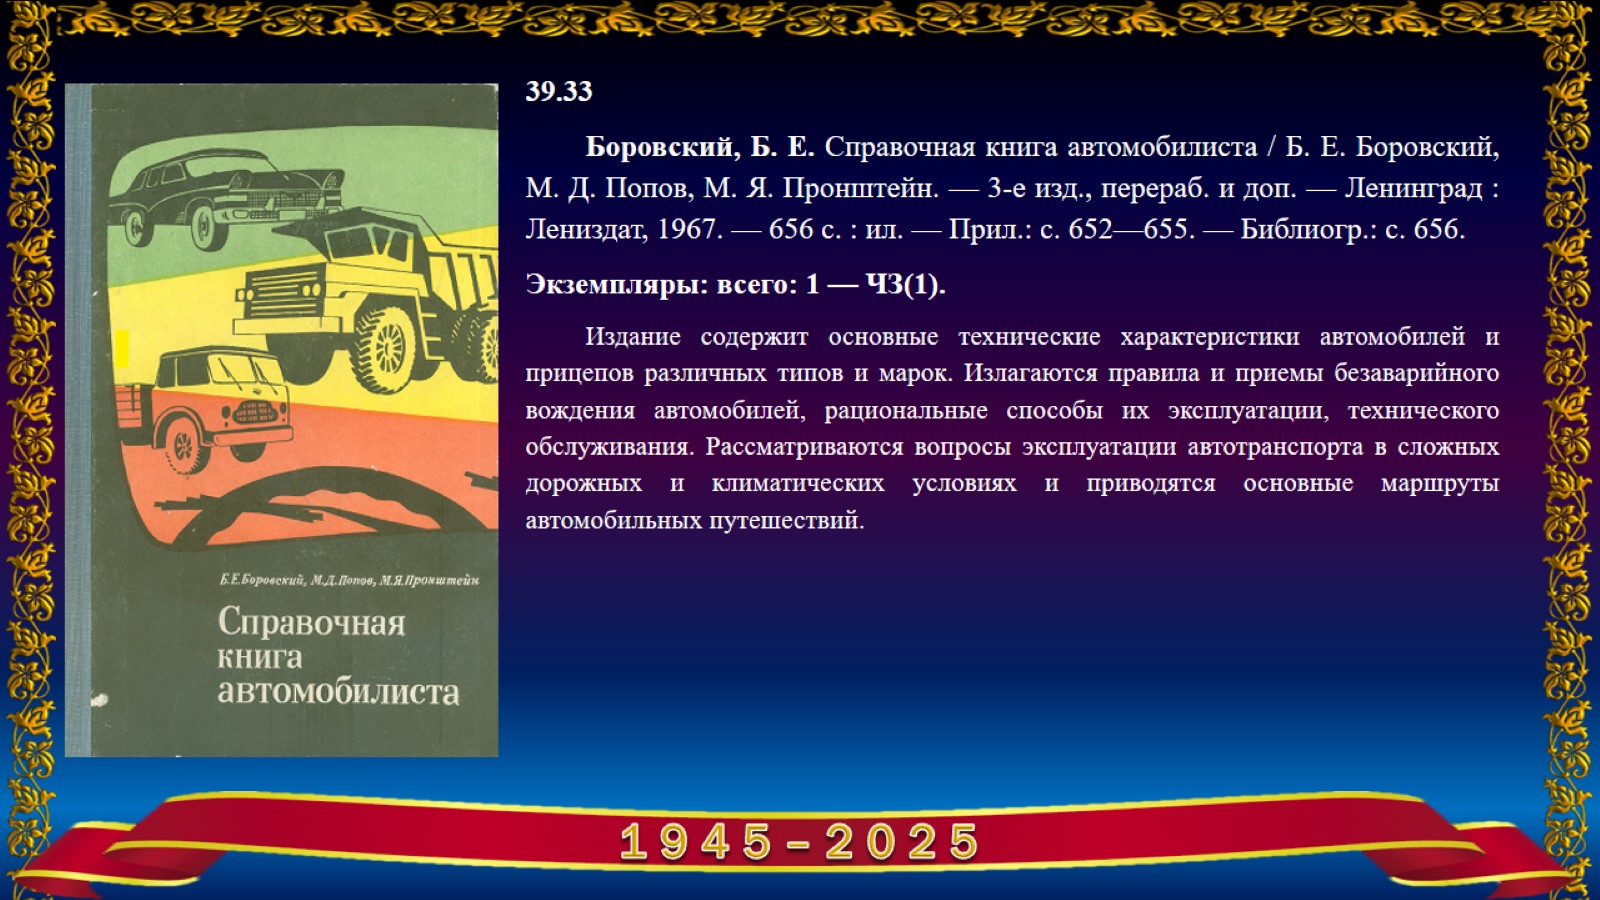 39.33
Боровский, Б. Е. Справочная книга автомобилиста / Б. Е. Боровский,
М. Д. Попов, М. Я. Пронштейн. — 3-е изд., перераб. и доп. — Ленинград :
Лениздат, 1967. — 656 с. : ил. — Прил.: с. 652—655. — Библиогр.: с. 656.
Экземпляры: всего: 1 — ЧЗ(1).
Издание содержит основные технические характеристики автомобилей и
прицепов различных типов и марок. Излагаются правила и приемы безаварийного
вождения автомобилей, рациональные способы их эксплуатации, технического
обслуживания. Рассматриваются вопросы эксплуатации автотранспорта в сложных
дорожных и климатических условиях и приводятся основные маршруты
автомобильных путешествий.
Б.Е.Боровский, М.Д.Попов, М.Я.Пронштейн
Справочная
книга
автомобилиста
1945–2025